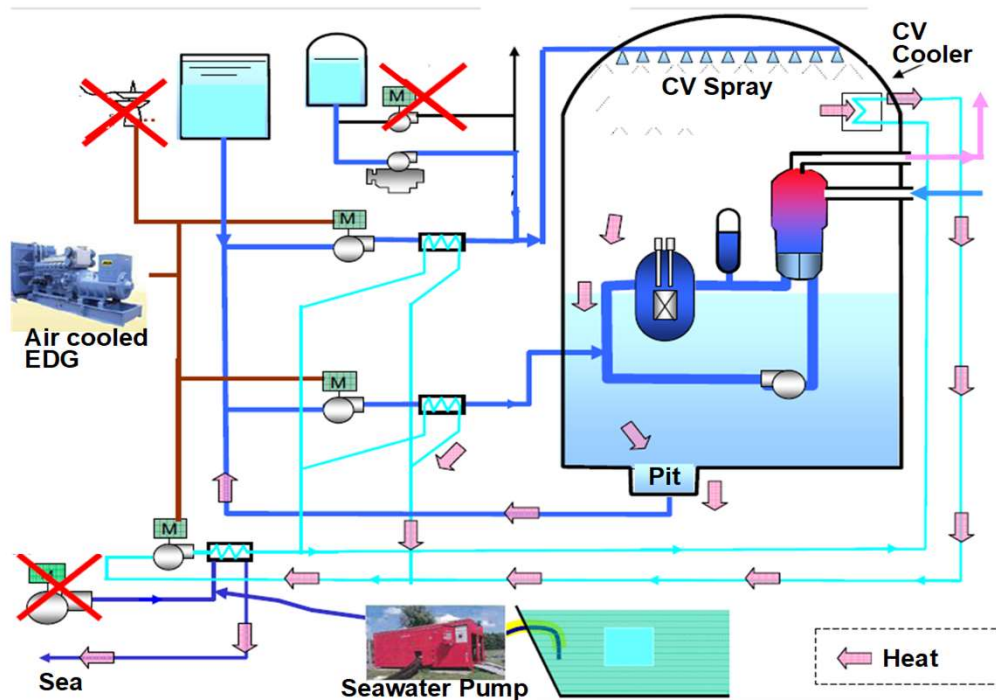 CV
Cooler
CV Spray
M
M
Air cooled
EDG
M
Pit
M
Sea
Seawater Pump
Heat